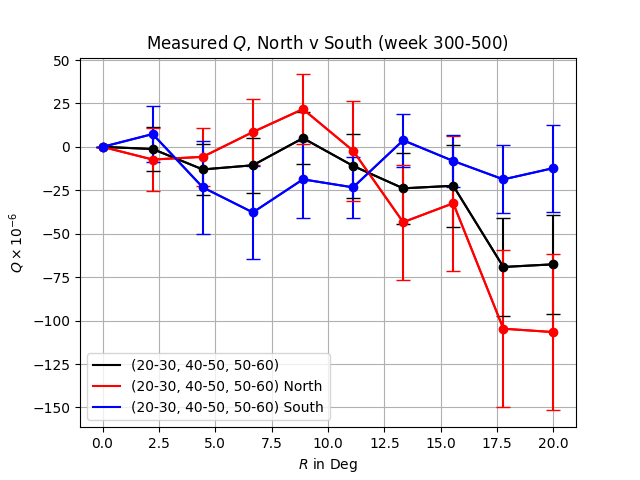 Measured Q, North v South (week 300-500)
50
25
0
−25
−50
−75
−100
−125
−150
Q × 10⁻⁶
(20-30, 40-50, 50-60)
(20-30, 40-50, 50-60) North
(20-30, 40-50, 50-60) South
0.0 2.5 5.0 7.5 10.0 12.5 15.0 17.5 20.0
R in Deg